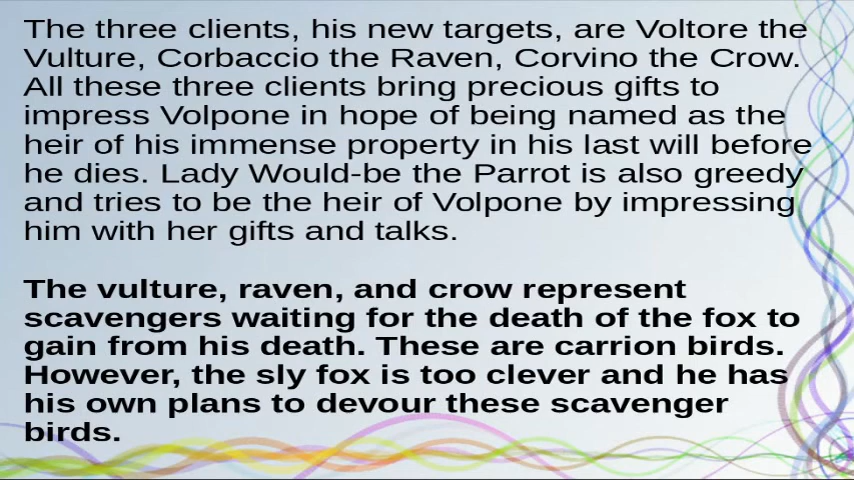 The three clients, his new targets, are Voltore the
Vulture, Corbaccio the Raven, Corvino the Crow.
All these three clients bring precious gifts to
impress Volpone in hope of being named as the
heir of his immense property in his last will before
he dies. Lady Would-be the Parrot is also greedy
and tries to be the heir of Volpone by impressing
him with her gifts and talks.
The vulture, raven, and crow represent
scavengers waiting for the death of the fox to
gain from his death. These are carrion birds.
However, the sly fox is too clever and he has
his own plans to devour these scavenger
birds.